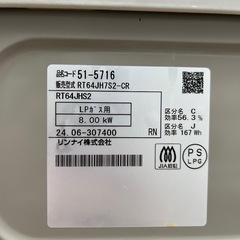 品名コード 51-5716
販売型式 RT64JH7S2-CR
RT64JHS2
LPガス用
8.00 kW
24.06-307400 RN
リンナイ株式会社
区分名 C
効率56.3 %
区分名 J
効率 167 Wh
JIA認証
PS
LPG